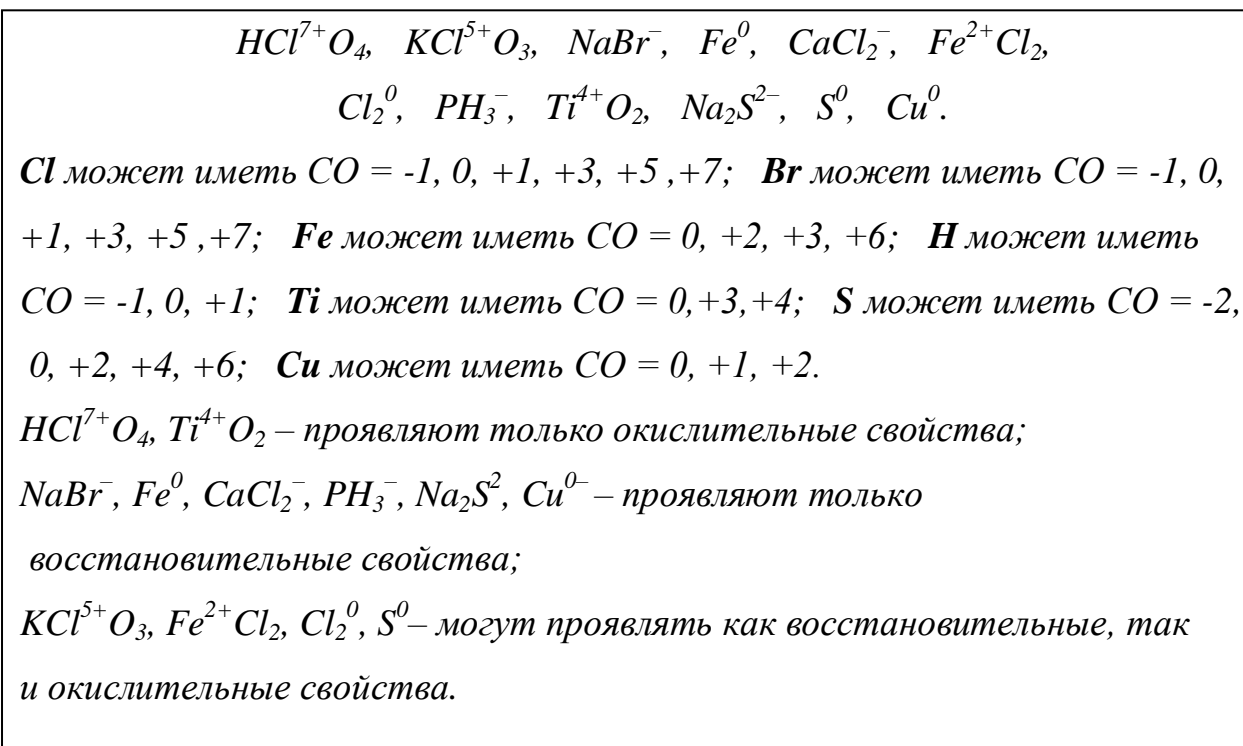 HCl⁷⁺O₄, KCl⁵⁺O₃, NaBr⁻, Fe⁰, CaCl₂⁻, Fe²⁺Cl₂,
Cl₂⁰, PH₃⁻, Ti⁴⁺O₂, Na₂S²⁻, S⁰, Cu⁰.
Cl может иметь СО = -1, 0, +1, +3, +5 ,+7; Br может иметь СО = -1, 0,
+1, +3, +5 ,+7; Fe может иметь СО = 0, +2, +3, +6; H может иметь
СО = -1, 0, +1; Ti может иметь СО = 0,+3,+4; S может иметь СО = -2,
0, +2, +4, +6; Cu может иметь СО = 0, +1, +2.
HCl⁷⁺O₄, Ti⁴⁺O₂ – проявляют только окислительные свойства;
NaBr⁻, Fe⁰, CaCl₂⁻, PH₃⁻, Na₂S², Cu⁰⁻ – проявляют только
восстановительные свойства;
KCl⁵⁺O₃, Fe²⁺Cl₂, Cl₂⁰, S⁰– могут проявлять как восстановительные, так
и окислительные свойства.